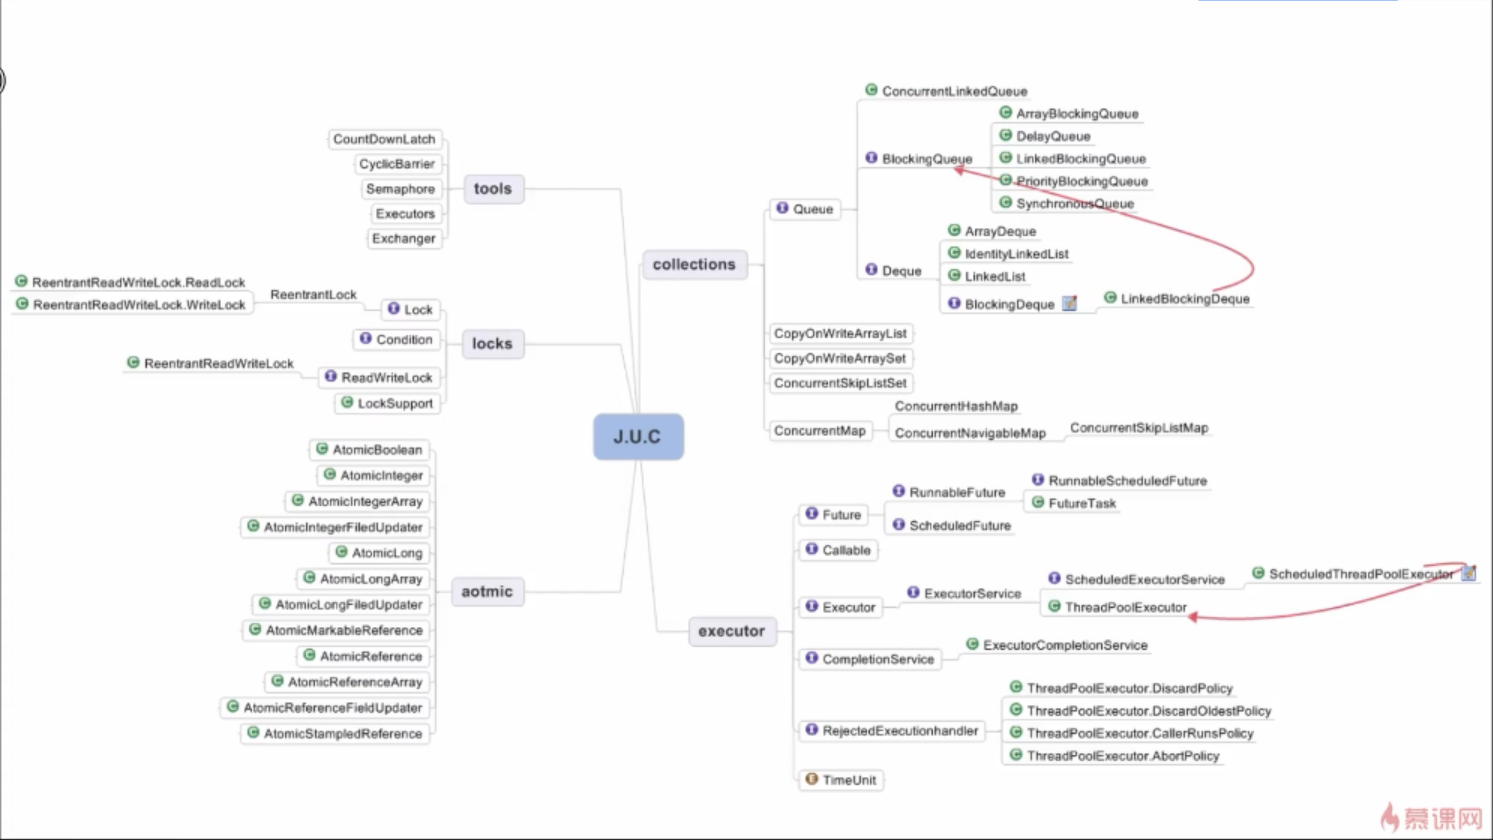 J.U.C
tools
CountDownLatch
CyclicBarrier
Semaphore
Executors
Exchanger
locks
Lock
ReentrantLock
ReentrantReadWriteLock.ReadLock
ReentrantReadWriteLock.WriteLock
Condition
ReadWriteLock
ReentrantReadWriteLock
LockSupport
aotmic
AtomicBoolean
AtomicInteger
AtomicIntegerArray
AtomicIntegerFiledUpdater
AtomicLong
AtomicLongArray
AtomicLongFiledUpdater
AtomicMarkableReference
AtomicReference
AtomicReferenceArray
AtomicReferenceFieldUpdater
AtomicStampledReference
collections
Queue
ConcurrentLinkedQueue
BlockingQueue
ArrayBlockingQueue
DelayQueue
LinkedBlockingQueue
PriorityBlockingQueue
SynchronousQueue
Deque
ArrayDeque
IdentityLinkedList
LinkedList
BlockingDeque
LinkedBlockingDeque
CopyOnWriteArrayList
CopyOnWriteArraySet
ConcurrentSkipListSet
ConcurrentMap
ConcurrentHashMap
ConcurrentNavigableMap
ConcurrentSkipListMap
executor
Future
RunnableFuture
RunnableScheduledFuture
FutureTask
ScheduledFuture
Callable
Executor
ExecutorService
ScheduledExecutorService
ScheduledThreadPoolExecutor
ThreadPoolExecutor
CompletionService
ExecutorCompletionService
RejectedExecutionhandler
ThreadPoolExecutor.DiscardPolicy
ThreadPoolExecutor.DiscardOldestPolicy
ThreadPoolExecutor.CallerRunsPolicy
ThreadPoolExecutor.AbortPolicy
TimeUnit
慕课网